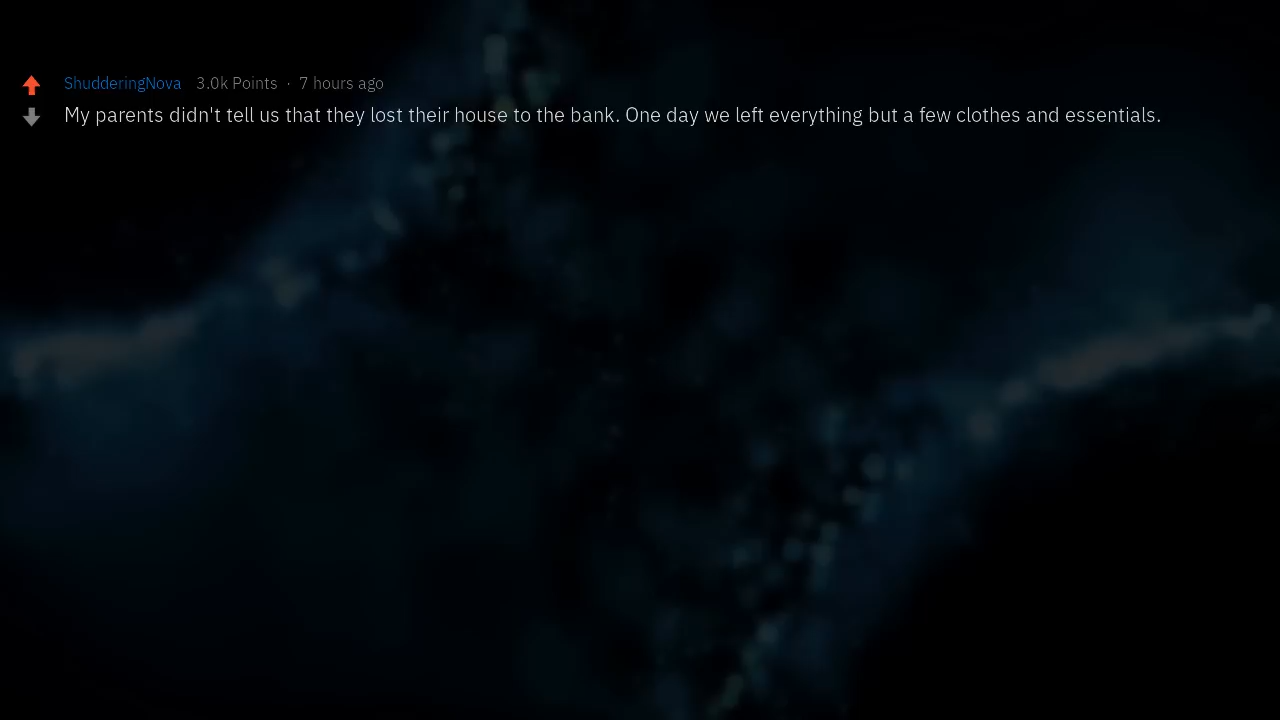 ShudderingNova 3.0k Points · 7 hours ago
My parents didn't tell us that they lost their house to the bank. One day we left everything but a few clothes and essentials.